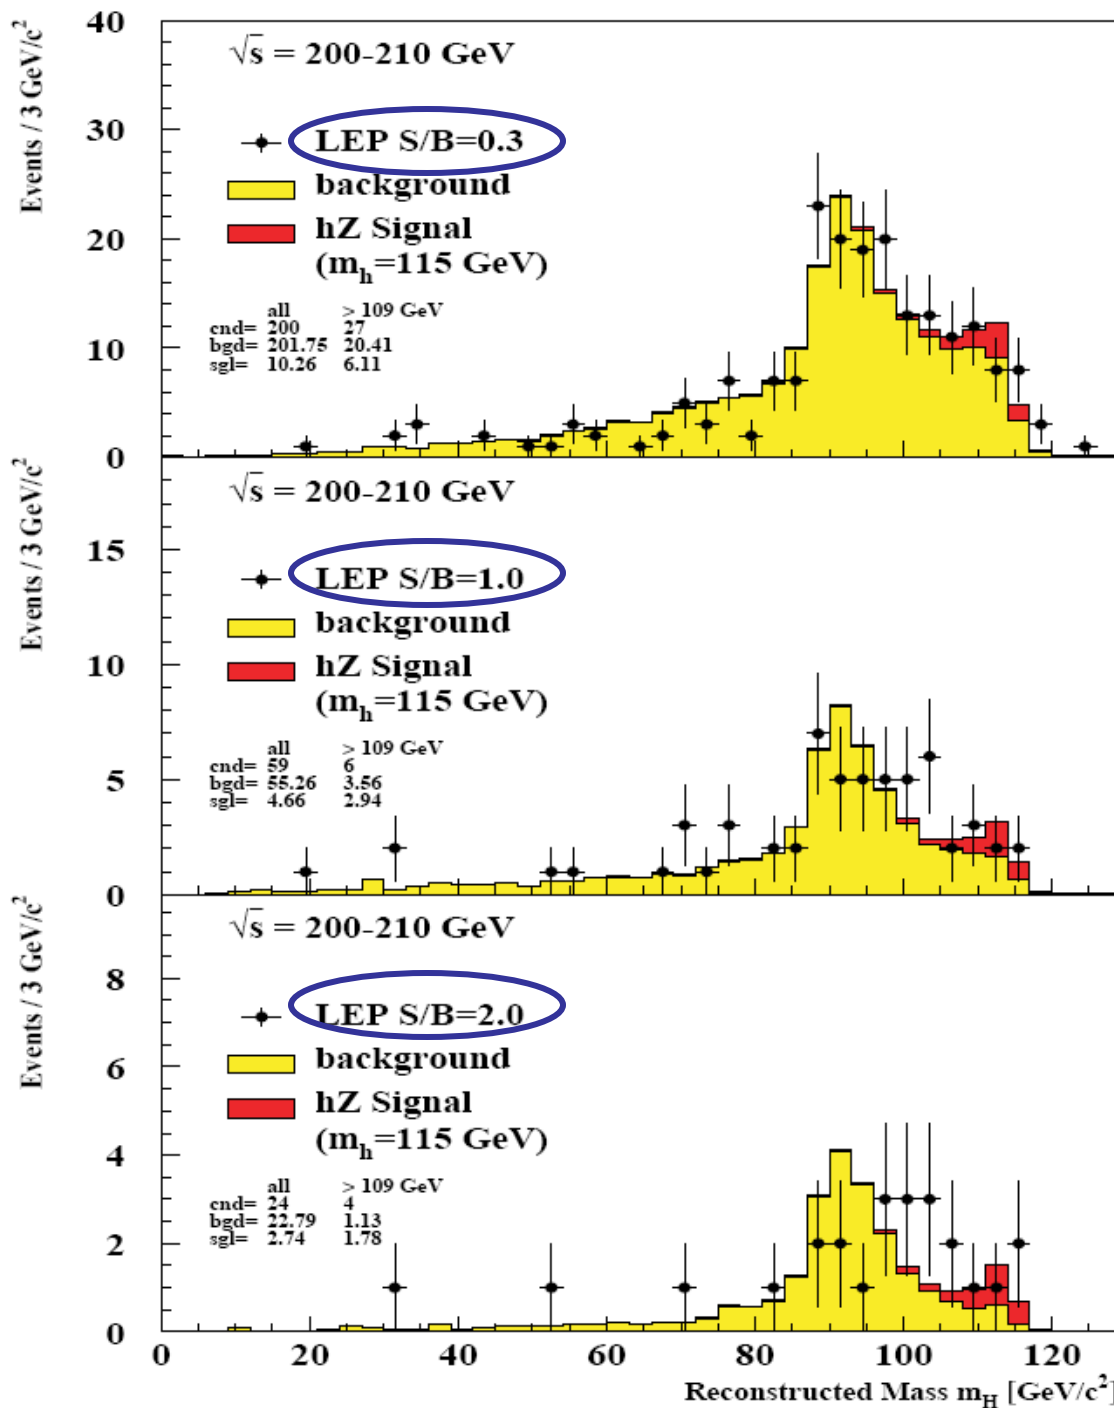 Events / 3 GeV/c²
40
30
20
10
0
√s = 200-210 GeV
LEP S/B=0.3
background
hZ Signal
(m_h=115 GeV)
all > 109 GeV
cnd= 200 27
bgd= 201.75 20.41
sgl= 10.26 6.11
Events / 3 GeV/c²
15
10
5
0
√s = 200-210 GeV
LEP S/B=1.0
background
hZ Signal
(m_h=115 GeV)
all > 109 GeV
cnd= 59 6
bgd= 55.26 3.56
sgl= 4.66 2.94
Events / 3 GeV/c²
8
6
4
2
0
√s = 200-210 GeV
LEP S/B=2.0
background
hZ Signal
(m_h=115 GeV)
all > 109 GeV
cnd= 24 4
bgd= 22.79 1.13
sgl= 2.74 1.78
0 20 40 60 80 100 120
Reconstructed Mass m_H [GeV/c²]